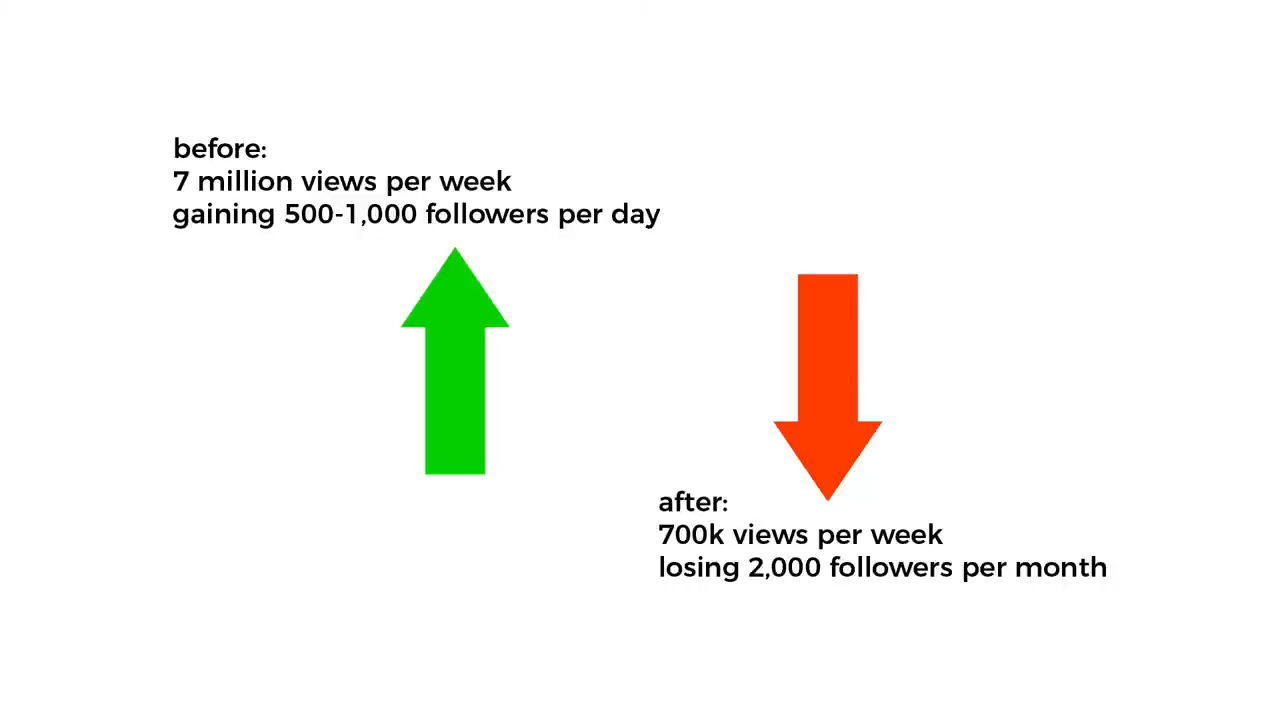 before:
7 million views per week
gaining 500-1,000 followers per day
after:
700k views per week
losing 2,000 followers per month